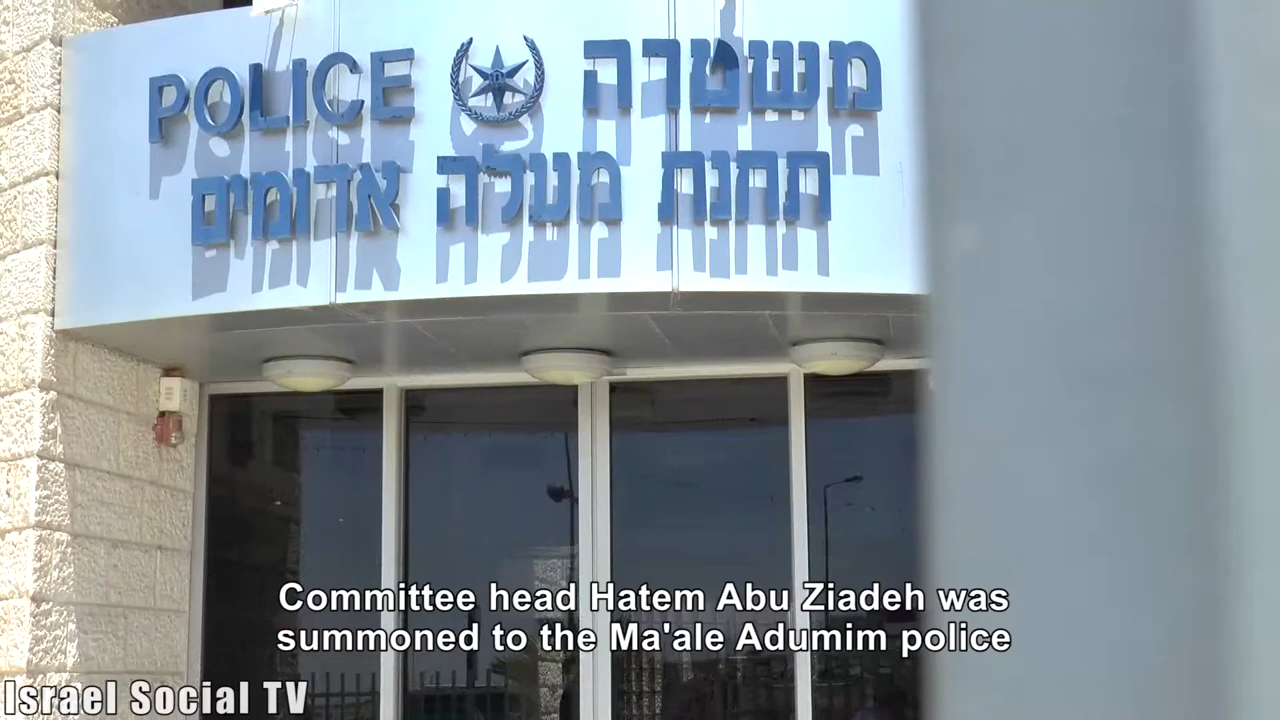 POLICE משטרה
תחנת מעלה אדומים
Committee head Hatem Abu Ziadeh was
summoned to the Ma'ale Adumim police
Israel Social TV